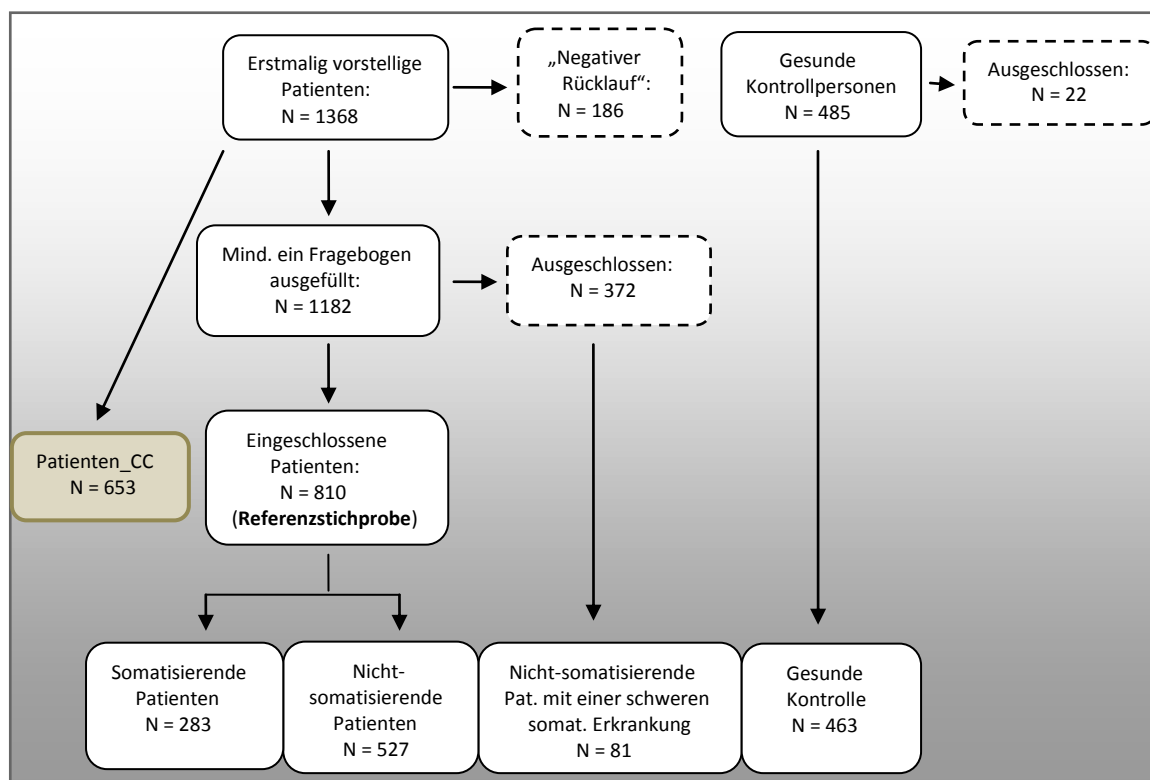 Erstmalig vorstellige
Patienten:
N = 1368
„Negativer
Rücklauf“:
N = 186
Gesunde
Kontrollpersonen
N = 485
Ausgeschlossen:
N = 22
Mind. ein Fragebogen
ausgefüllt:
N = 1182
Ausgeschlossen:
N = 372
Patienten_CC
N = 653
Eingeschlossene
Patienten:
N = 810
(Referenzstichprobe)
Somatisierende
Patienten
N = 283
Nicht-
somatisierende
Patienten
N = 527
Nicht-somatisierende
Pat. mit einer schweren
somat. Erkrankung
N = 81
Gesunde
Kontrolle
N = 463